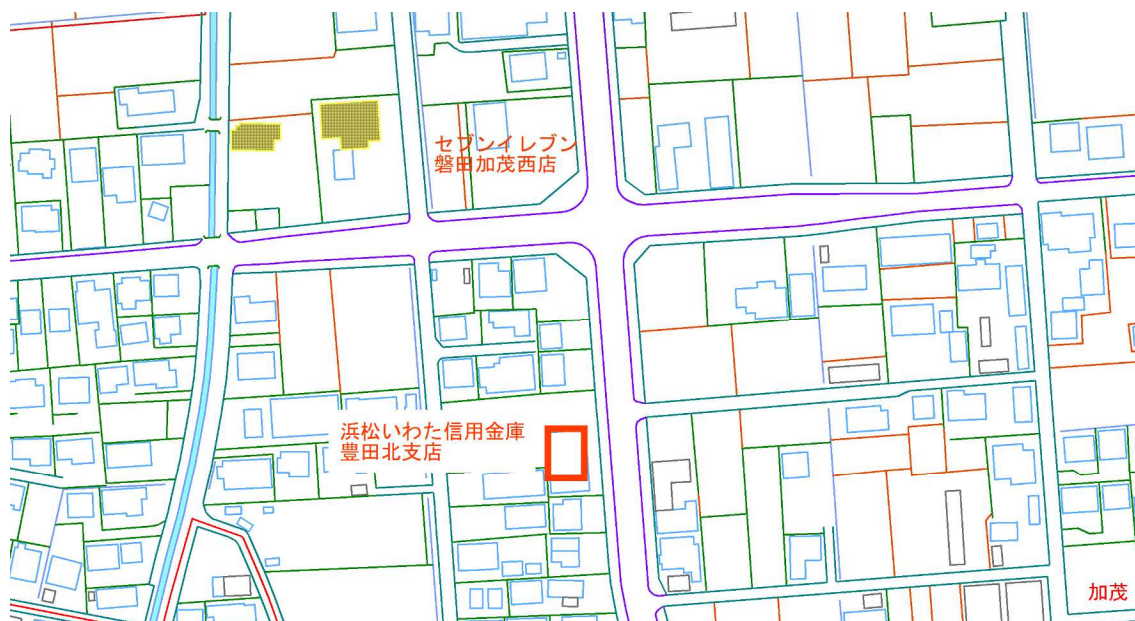 セブンイレブン
磐田加茂西店
浜松いわた信用金庫
豊田北支店
加茂